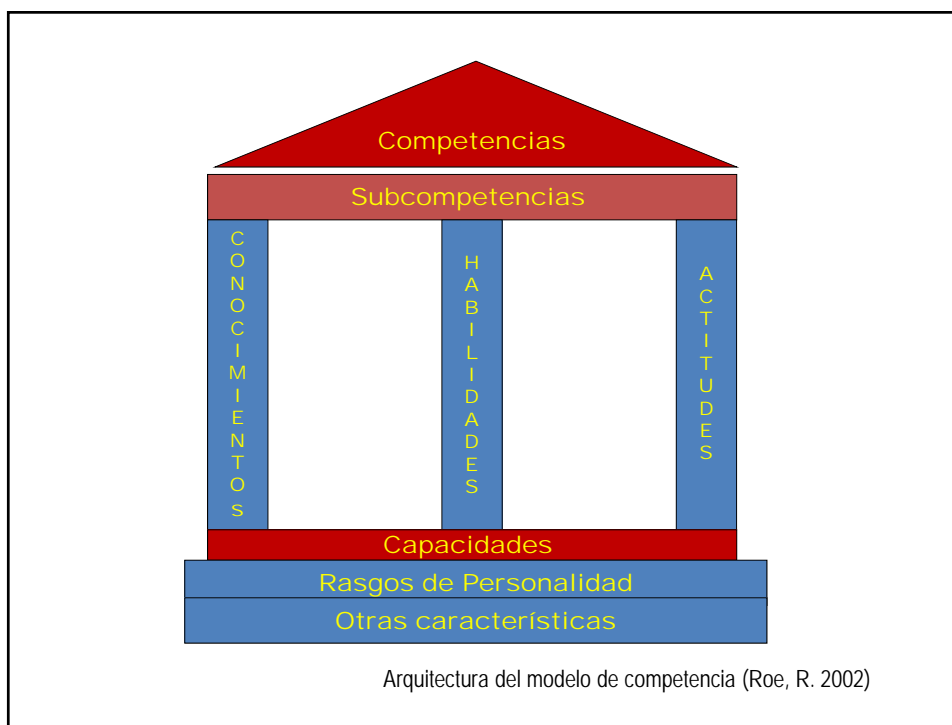 Competencias
Subcompetencias
CONOCIMIENTOS
HABILIDADES
ACTITUDES
Capacidades
Rasgos de Personalidad
Otras características
Arquitectura del modelo de competencia (Roe, R. 2002)